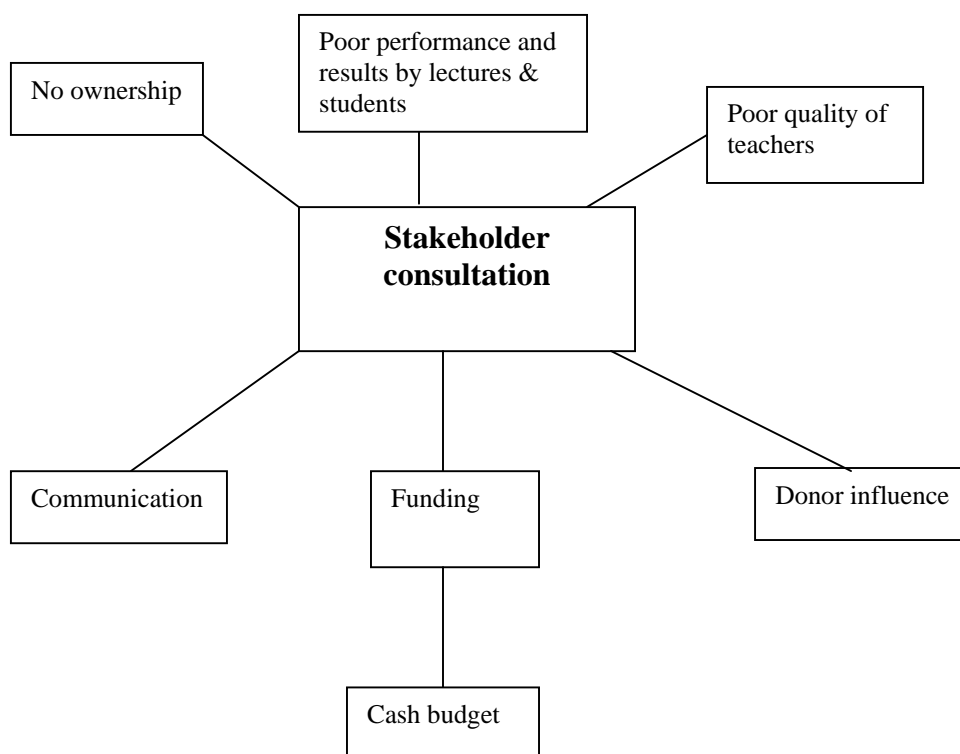 Poor performance and
results by lectures &
students
No ownership
Poor quality of
teachers
Stakeholder
consultation
Communication
Funding
Donor influence
Cash budget